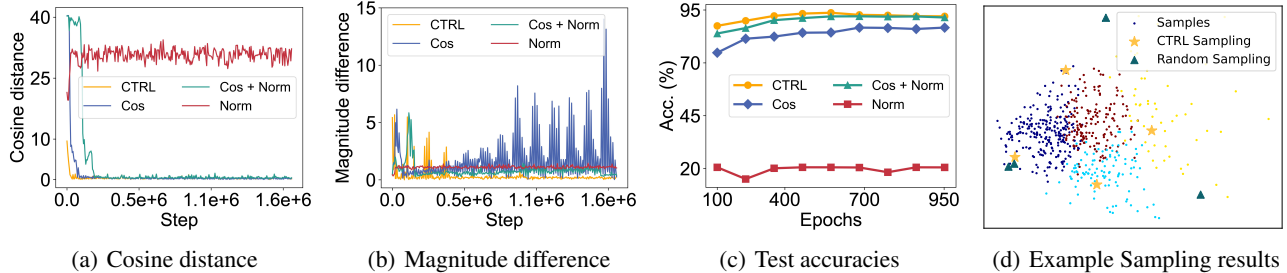 40
25
10
0
Cosine distance
CTRL
Cos
Cos + Norm
Norm
0.0
0.5e+6
1.1e+6
1.6e+6
Step
(a) Cosine distance
15
10
5
0
Magnitude difference
CTRL
Cos
Cos + Norm
Norm
0.0
0.5e+6
1.1e+6
1.6e+6
Step
(b) Magnitude difference
95
70
45
20
Acc. (%)
CTRL
Cos
Cos + Norm
Norm
100
400
700
950
Epochs
(c) Test accuracies
Samples
CTRL Sampling
Random Sampling
(d) Example Sampling results